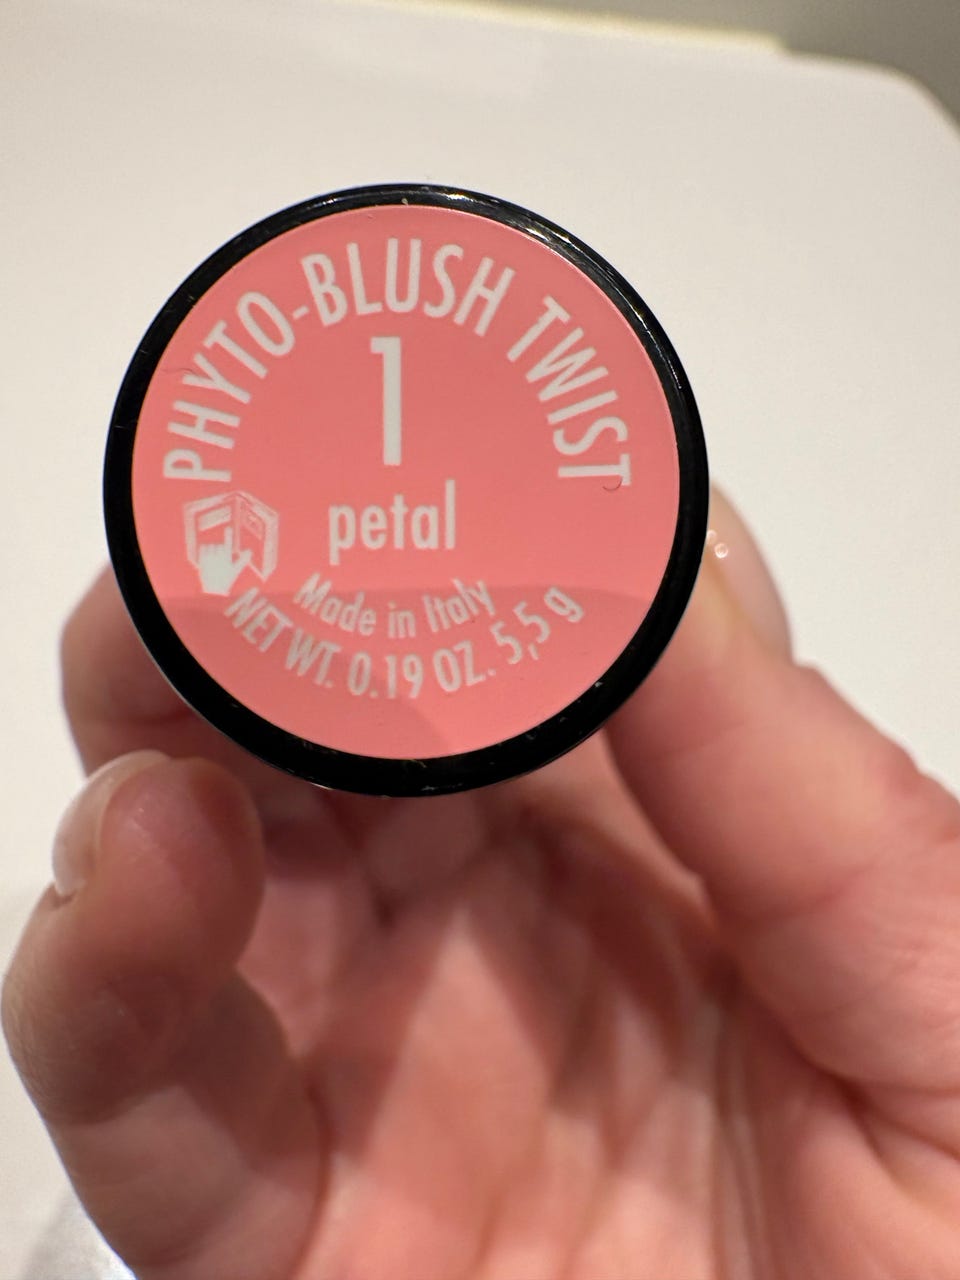 PHYTO-BLUSH TWIST
1
petal
Made in Italy
NET WT. 0.19 OZ. 5,5 g